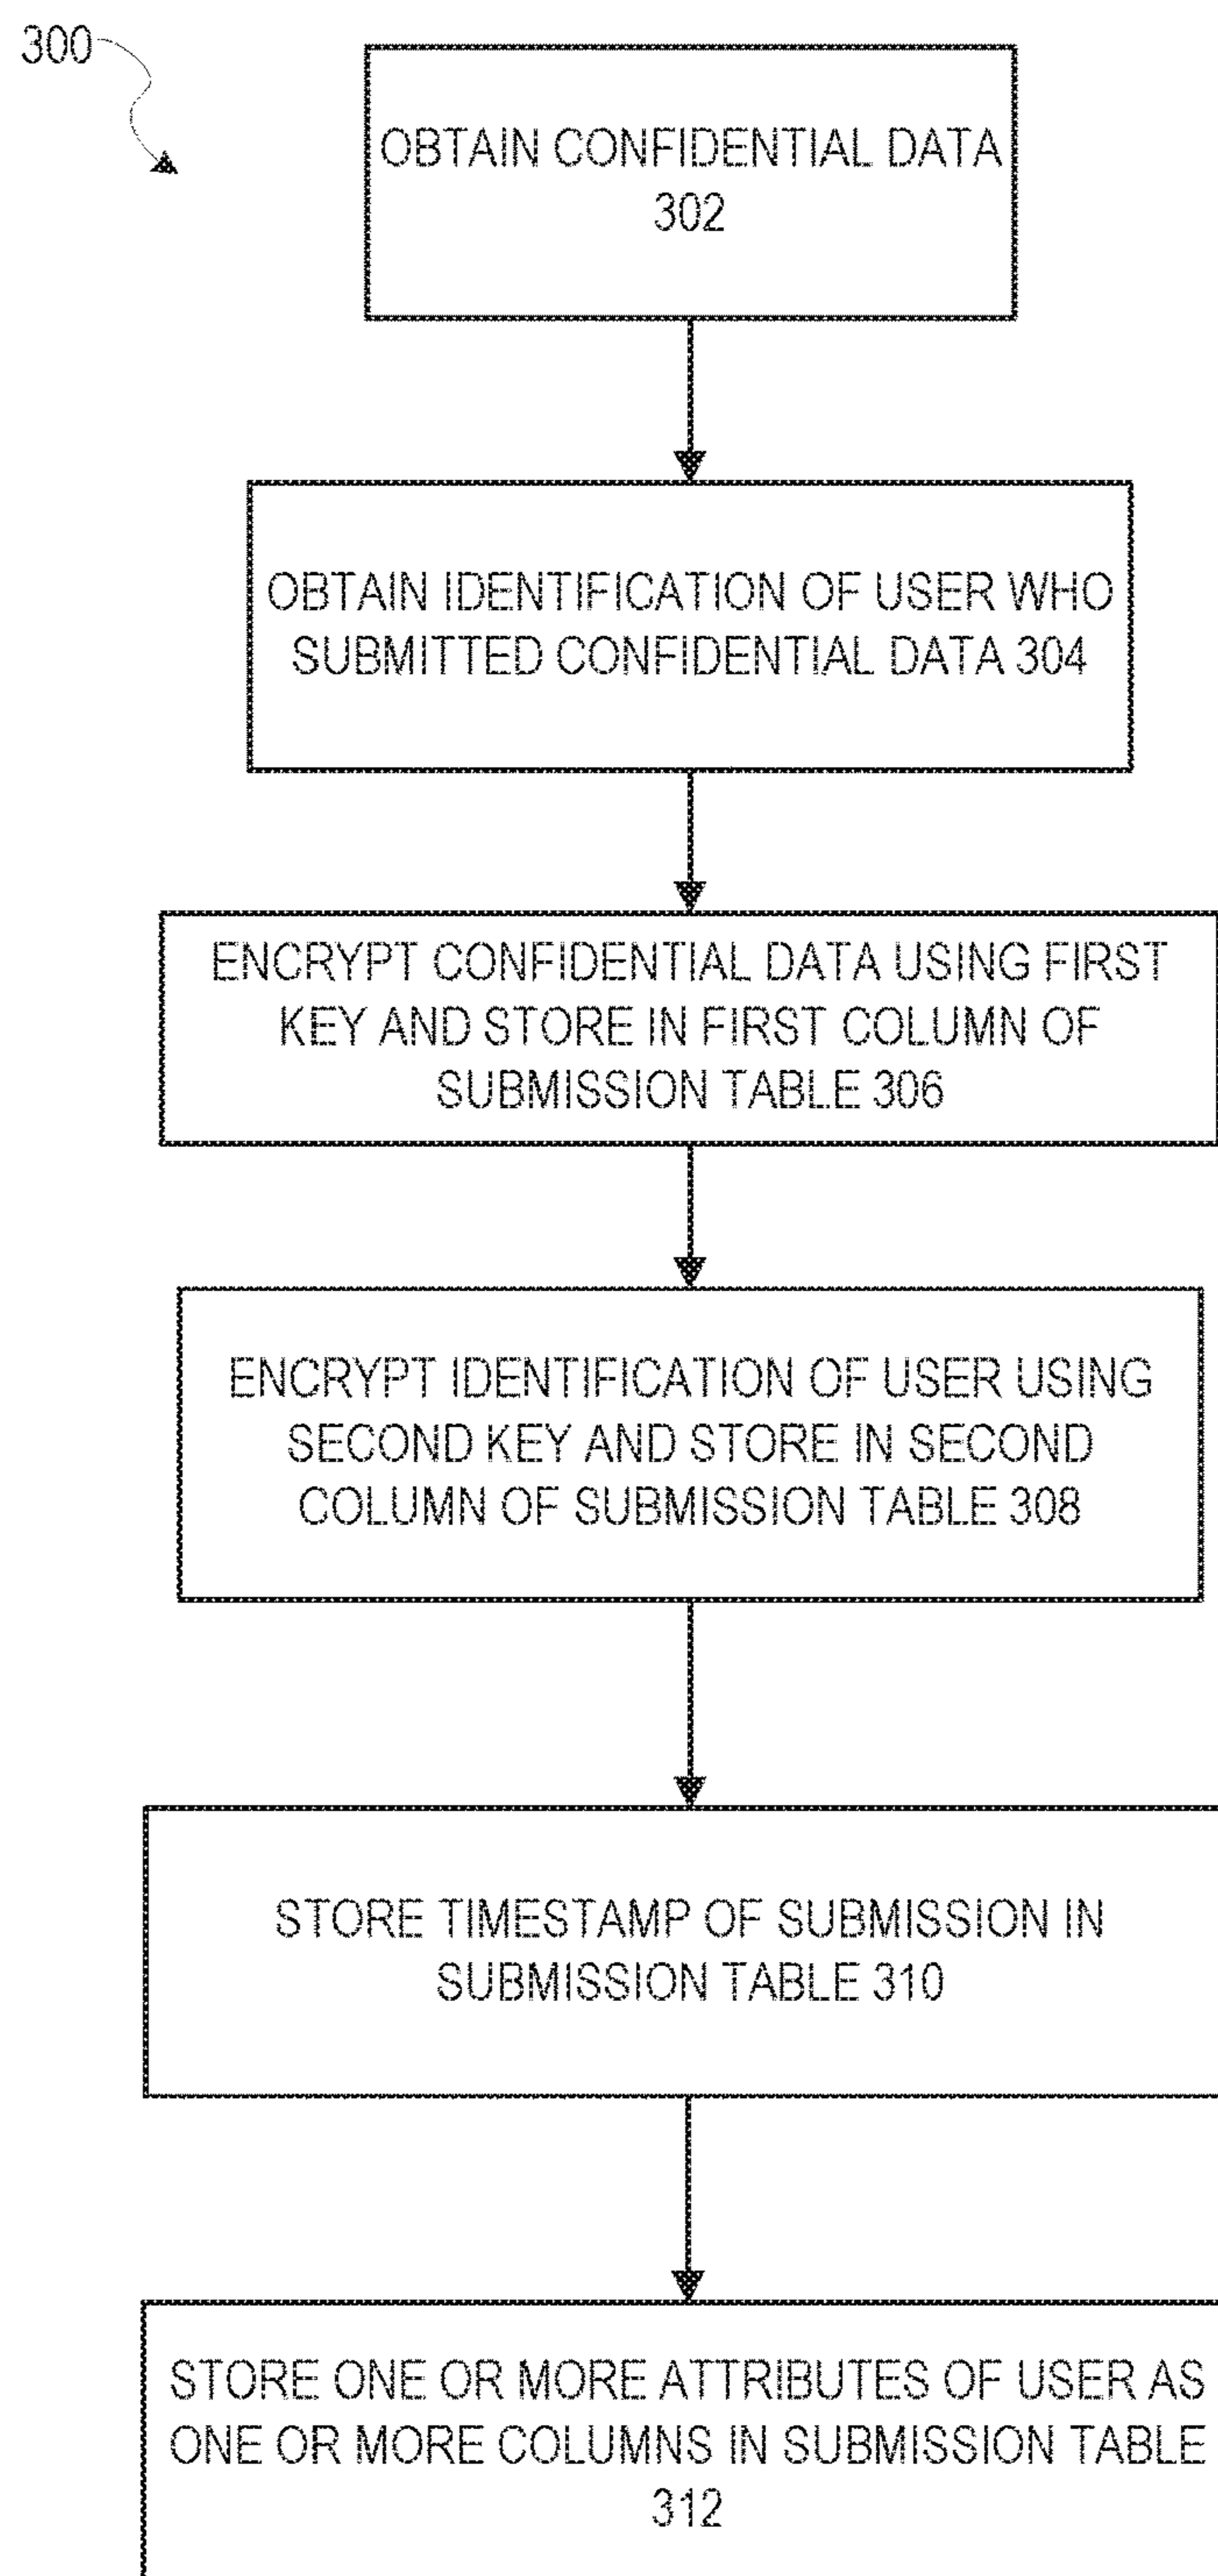 300
OBTAIN CONFIDENTIAL DATA
302
OBTAIN IDENTIFICATION OF USER WHO
SUBMITTED CONFIDENTIAL DATA 304
ENCRYPT CONFIDENTIAL DATA USING FIRST
KEY AND STORE IN FIRST COLUMN OF
SUBMISSION TABLE 306
ENCRYPT IDENTIFICATION OF USER USING
SECOND KEY AND STORE IN SECOND
COLUMN OF SUBMISSION TABLE 308
STORE TIMESTAMP OF SUBMISSION IN
SUBMISSION TABLE 310
STORE ONE OR MORE ATTRIBUTES OF USER AS
ONE OR MORE COLUMNS IN SUBMISSION TABLE
312